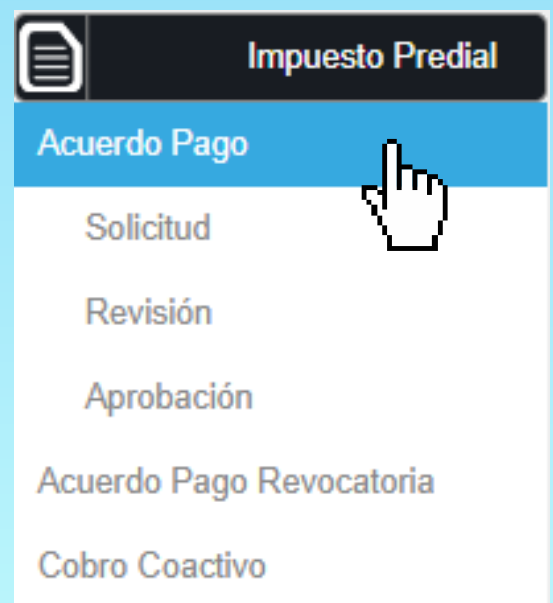 Impuesto Predial
Acuerdo Pago
Solicitud
Revisión
Aprobación
Acuerdo Pago Revocatoria
Cobro Coactivo